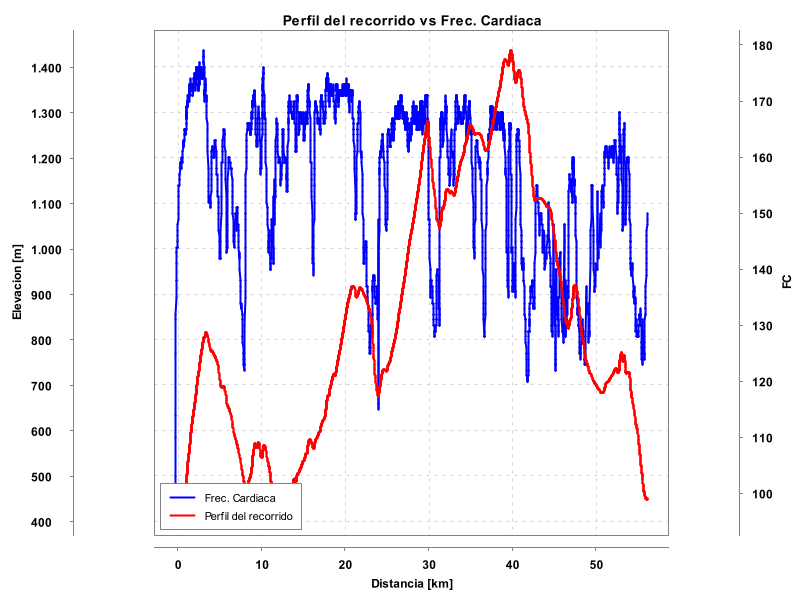 Perfil del recorrido vs Frec. Cardiaca
1.400
1.300
1.200
1.100
1.000
900
800
700
600
500
400
Elevacion [m]
180
170
160
150
140
130
120
110
100
FC
Frec. Cardiaca
Perfil del recorrido
0 10 20 30 40 50
Distancia [km]